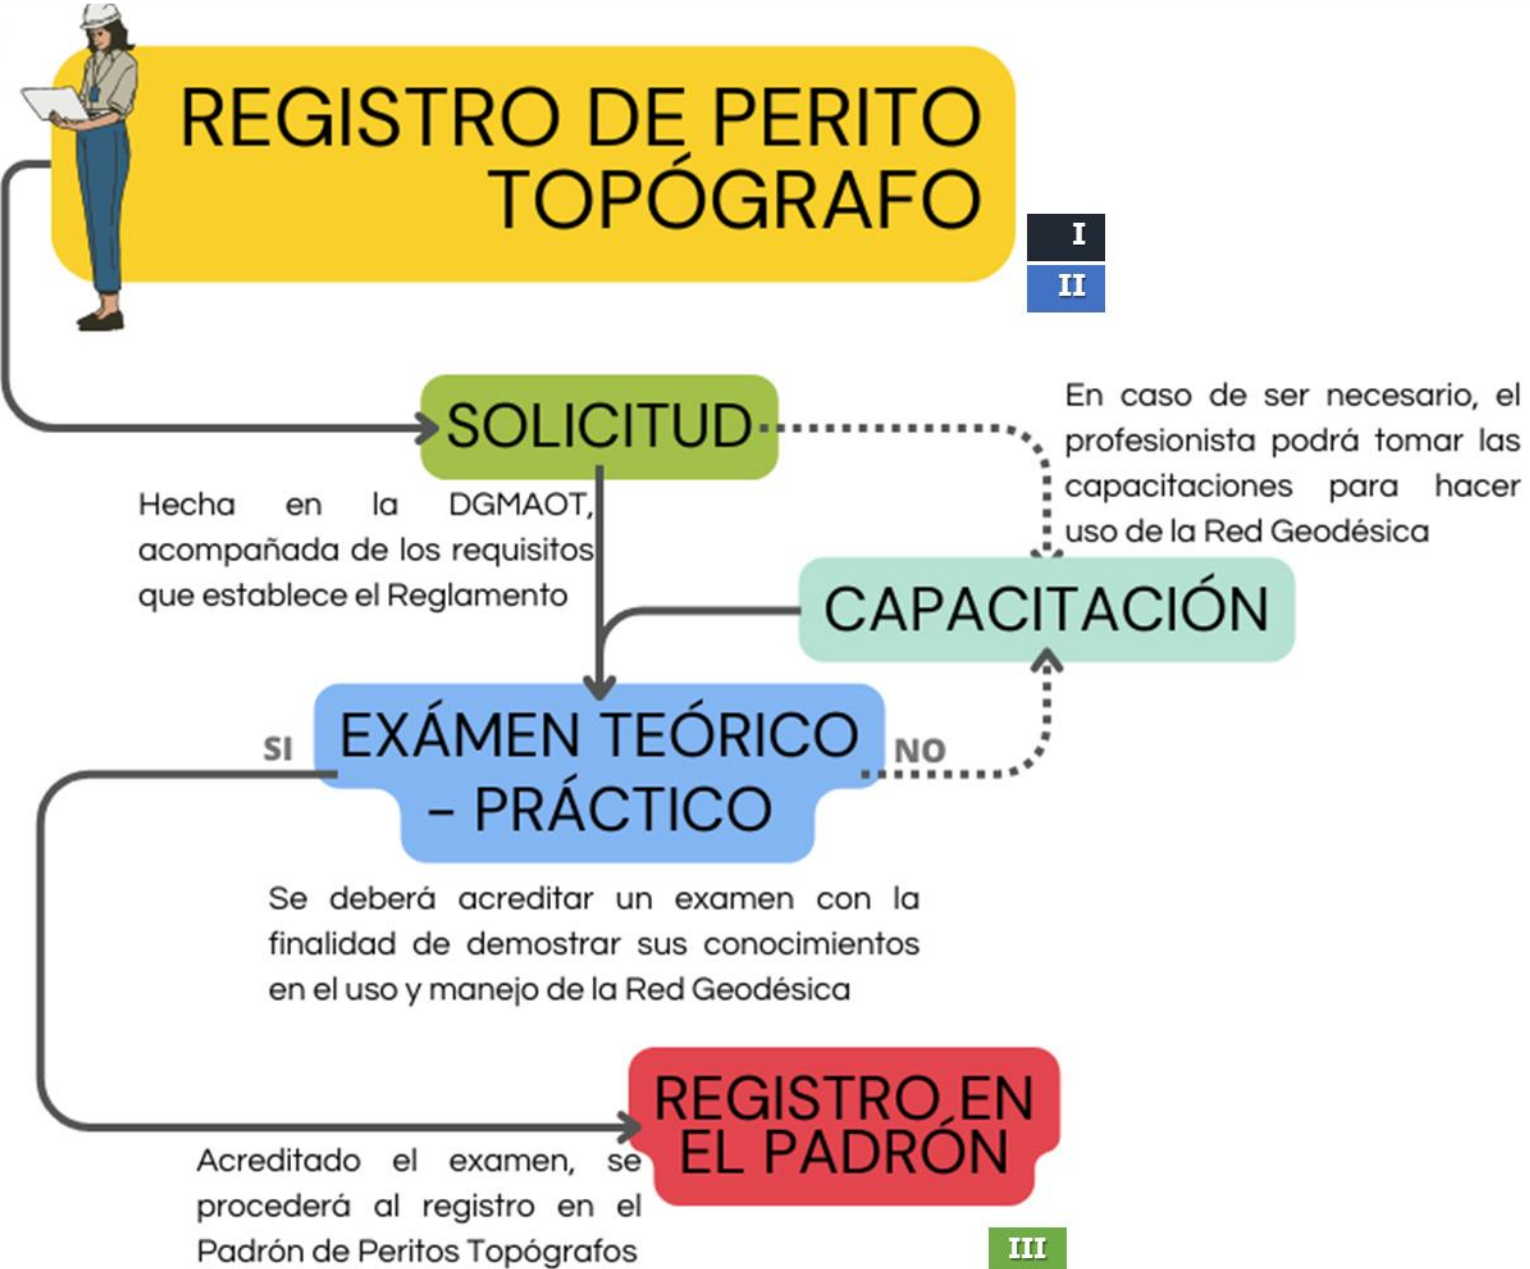 REGISTRO DE PERITO
TOPÓGRAFO
I
II
SOLICITUD
En caso de ser necesario, el
profesionista podrá tomar las
capacitaciones para hacer
uso de la Red Geodésica
Hecha en la DGMAOT,
acompañada de los requisitos
que establece el Reglamento
CAPACITACIÓN
SI
EXÁMEN TEÓRICO
- PRÁCTICO
NO
Se deberá acreditar un examen con la
finalidad de demostrar sus conocimientos
en el uso y manejo de la Red Geodésica
REGISTRO EN
EL PADRÓN
Acreditado el examen, se
procederá al registro en el
Padrón de Peritos Topógrafos
III